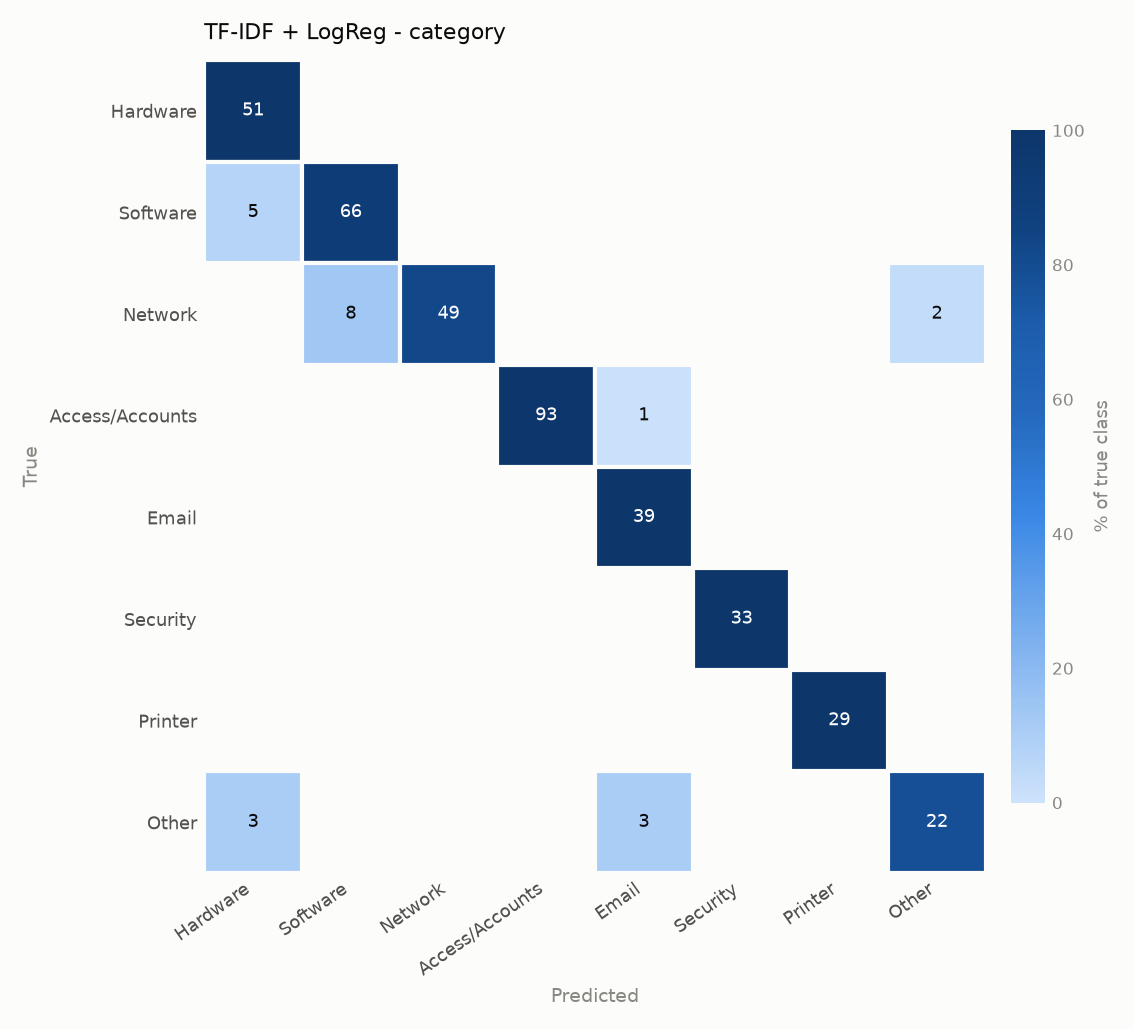 TF-IDF + LogReg - category
Hardware 51
Software 5 66
Network 8 49 2
Access/Accounts 93 1
Email 39
Security 33
Printer 29
Other 3 3 22
True
Hardware Software Network Access/Accounts Email Security Printer Other
Predicted
100
80
60
40
20
0
% of true class